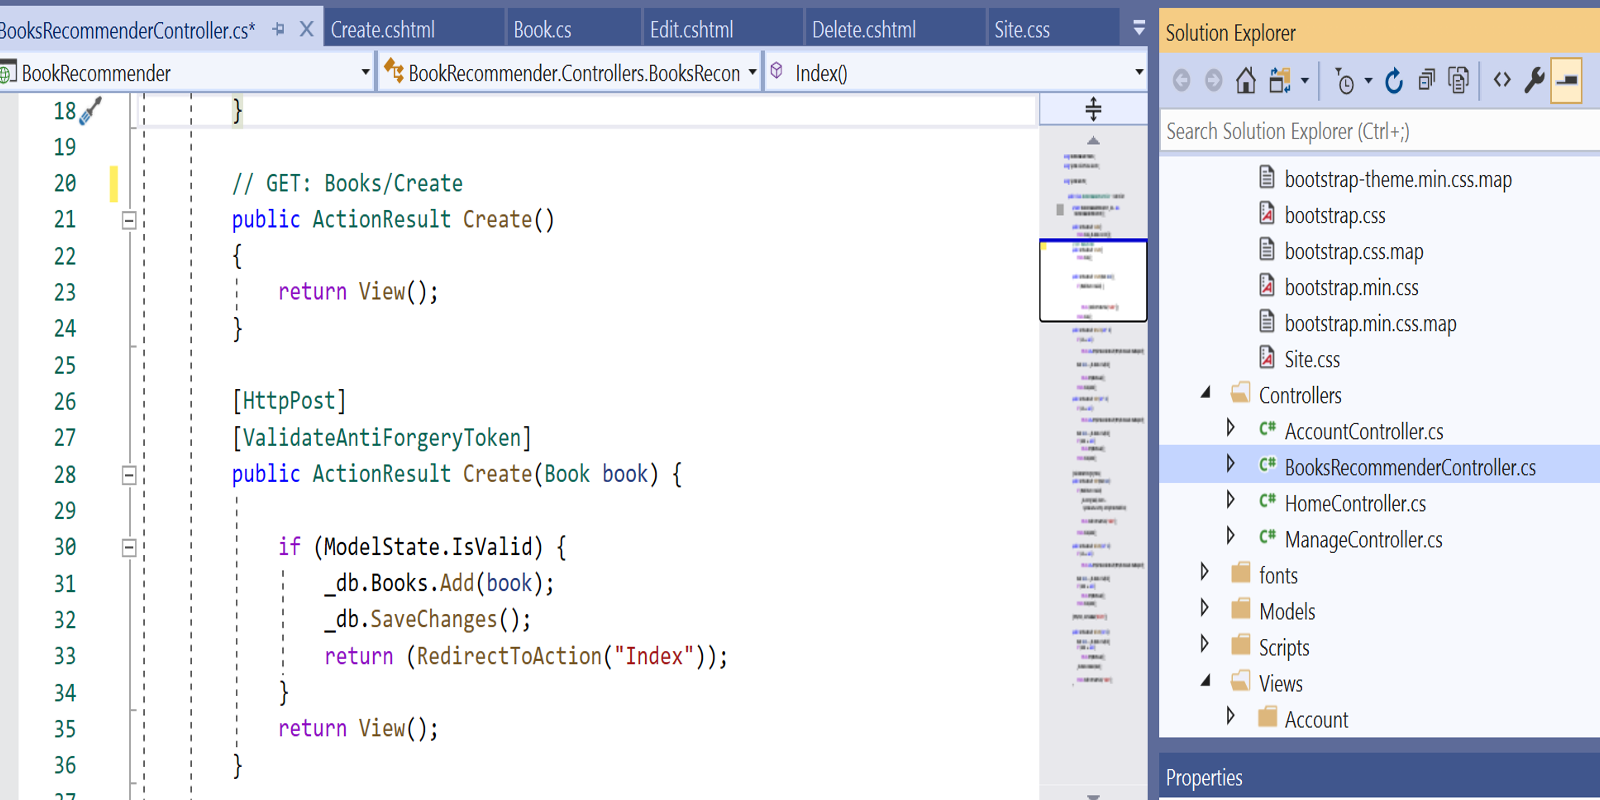 BooksRecommenderController.cs*
Create.cshtml
Book.cs
Edit.cshtml
Delete.cshtml
Site.css
BookRecommender
BookRecommender.Controllers.BooksRecon
Index()
18 }
19
20 // GET: Books/Create
21 public ActionResult Create()
22 {
23 return View();
24 }
25
26 [HttpPost]
27 [ValidateAntiForgeryToken]
28 public ActionResult Create(Book book) {
29
30 if (ModelState.IsValid) {
31 _db.Books.Add(book);
32 _db.SaveChanges();
33 return (RedirectToAction("Index"));
34 }
35 return View();
36 }
37
Solution Explorer
Search Solution Explorer (Ctrl+;)
bootstrap-theme.min.css.map
bootstrap.css
bootstrap.css.map
bootstrap.min.css
bootstrap.min.css.map
Site.css
Controllers
C# AccountController.cs
C# BooksRecommenderController.cs
C# HomeController.cs
C# ManageController.cs
fonts
Models
Scripts
Views
Account
Properties